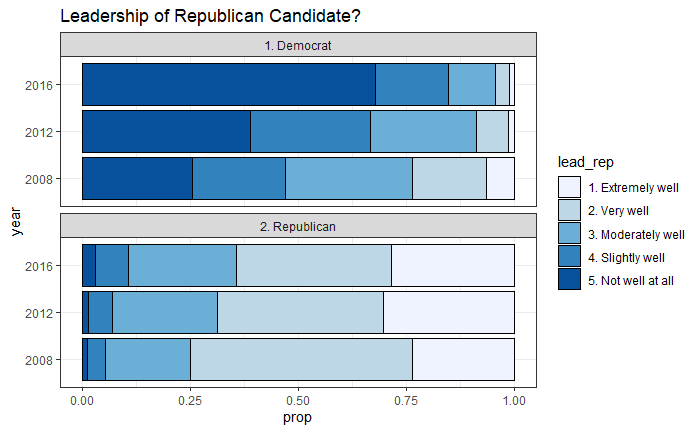 Leadership of Republican Candidate?
1. Democrat
2016
2012
2008
2. Republican
2016
2012
2008
year
0.00
0.25
0.50
0.75
1.00
prop
lead_rep
1. Extremely well
2. Very well
3. Moderately well
4. Slightly well
5. Not well at all